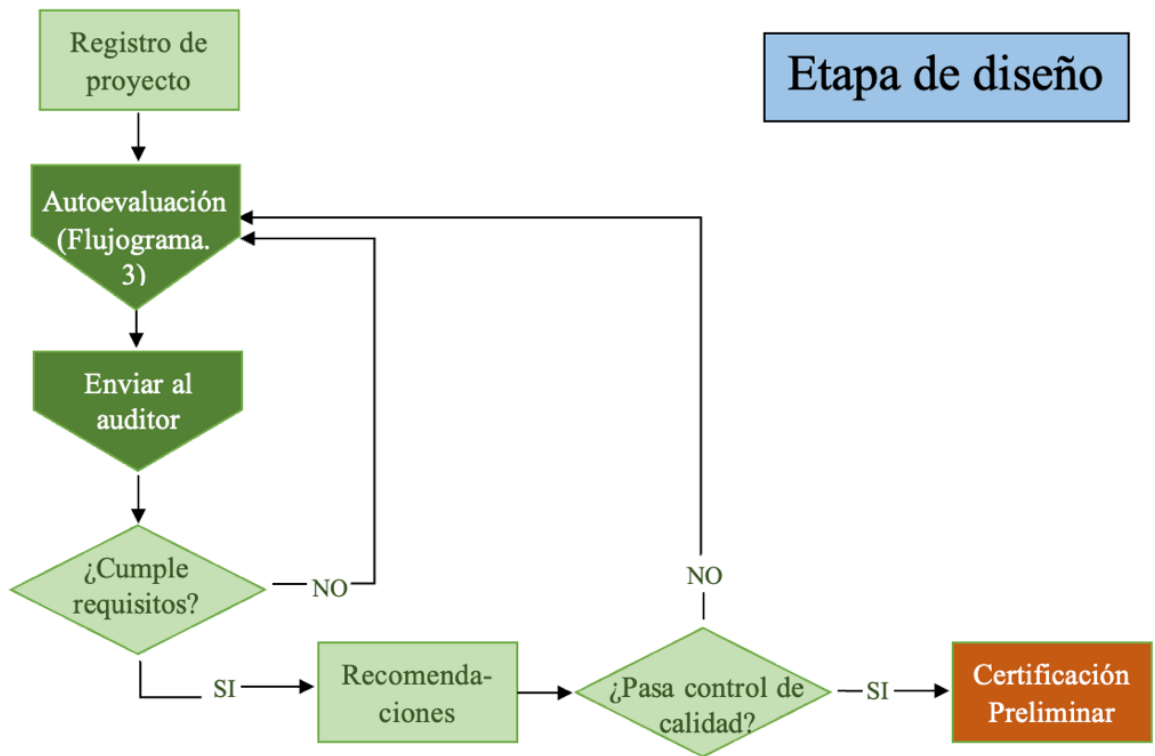 Registro de
proyecto
Etapa de diseño
Autoevaluación
(Flujograma.
3)
Enviar al
auditor
¿Cumple
requisitos?
NO
SI
Recomenda-
ciones
NO
¿Pasa control de
calidad?
SI
Certificación
Preliminar